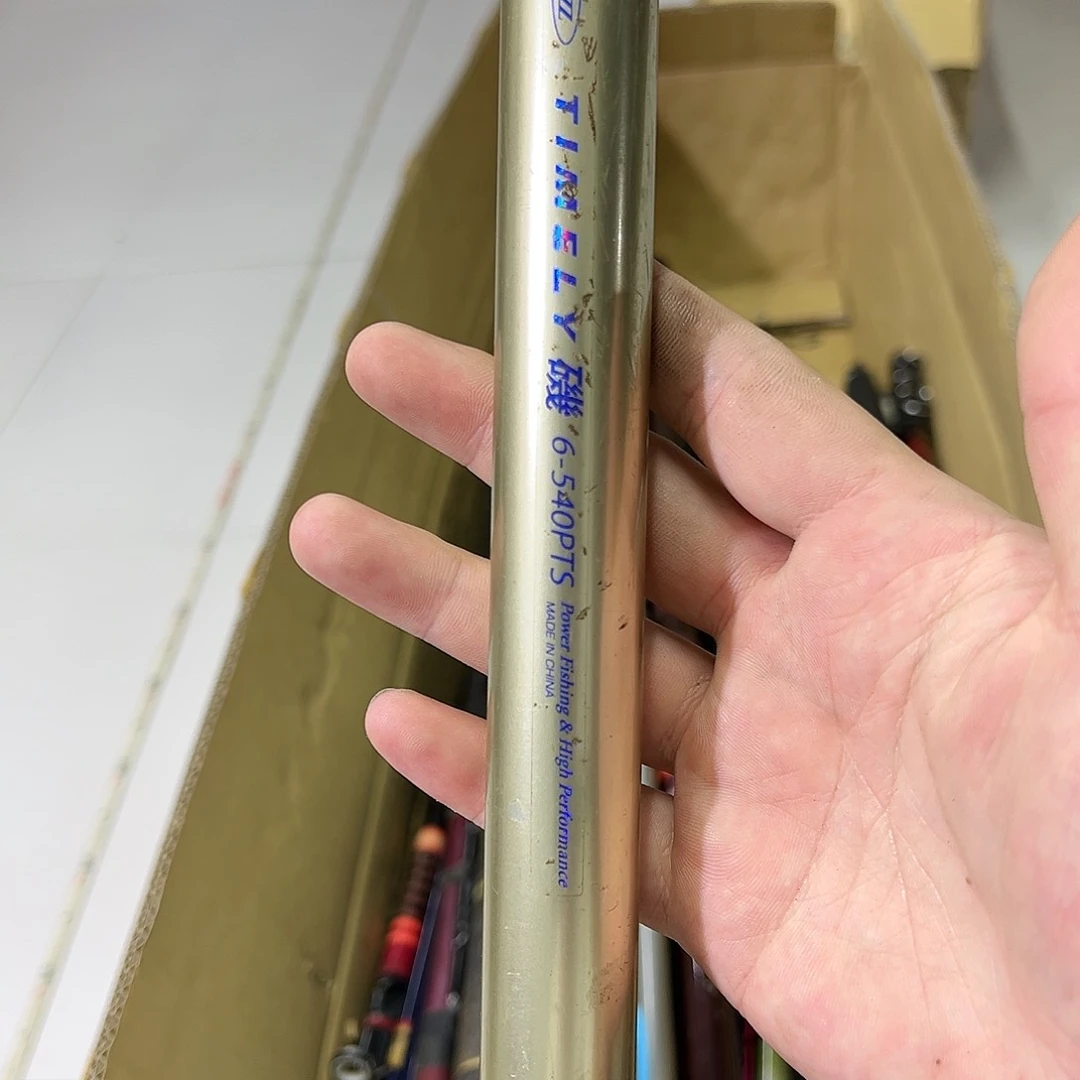 TIMELY 磯 6-540PTS
Power Fishing & High Performance
MADE IN CHINA